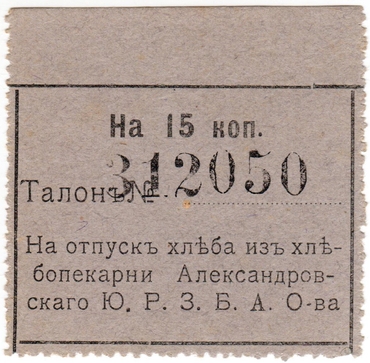 На 15 коп.
Талонъ № 312050
На отпускъ хлѣба изъ хлѣ-
бопекарни Александров-
скаго Ю. Р. З. Б. А. О-ва